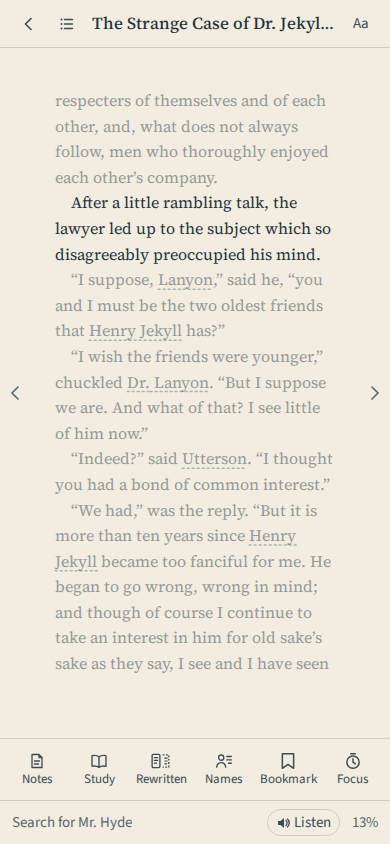 The Strange Case of Dr. Jekyl...
Aa
respecters of themselves and of each
other, and, what does not always
follow, men who thoroughly enjoyed
each other’s company.
After a little rambling talk, the
lawyer led up to the subject which so
disagreeably preoccupied his mind.
“I suppose, Lanyon,” said he, “you
and I must be the two oldest friends
that Henry Jekyll has?”
“I wish the friends were younger,”
chuckled Dr. Lanyon. “But I suppose
we are. And what of that? I see little
of him now.”
“Indeed?” said Utterson. “I thought
you had a bond of common interest.”
“We had,” was the reply. “But it is
more than ten years since Henry
Jekyll became too fanciful for me. He
began to go wrong, wrong in mind;
and though of course I continue to
take an interest in him for old sake’s
sake as they say, I see and I have seen
Notes Study Rewritten Names Bookmark Focus
Search for Mr. Hyde Listen 13%